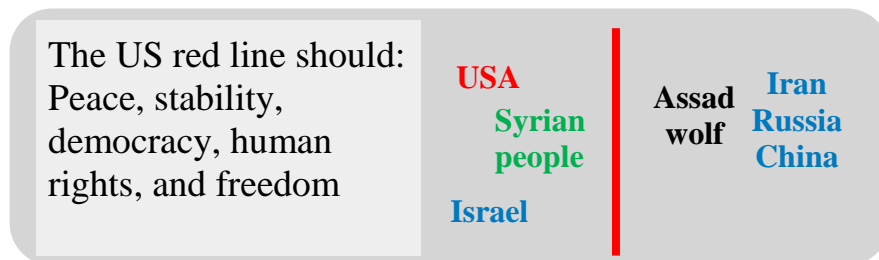 The US red line should:
Peace, stability,
democracy, human
rights, and freedom
USA
Syrian
people
Israel
Assad
wolf
Iran
Russia
China